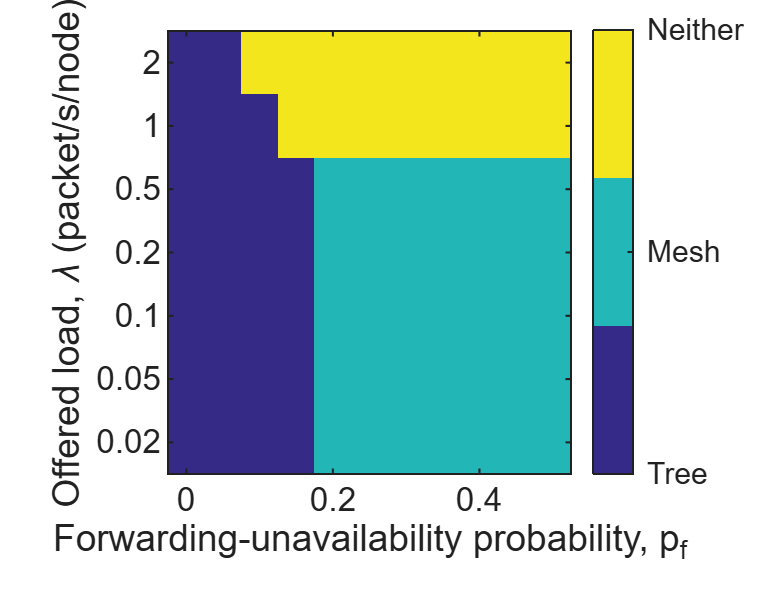 Offered load, λ (packet/s/node)
2
1
0.5
0.2
0.1
0.05
0.02
0 0.2 0.4
Forwarding-unavailability probability, p_f
Neither
Mesh
Tree